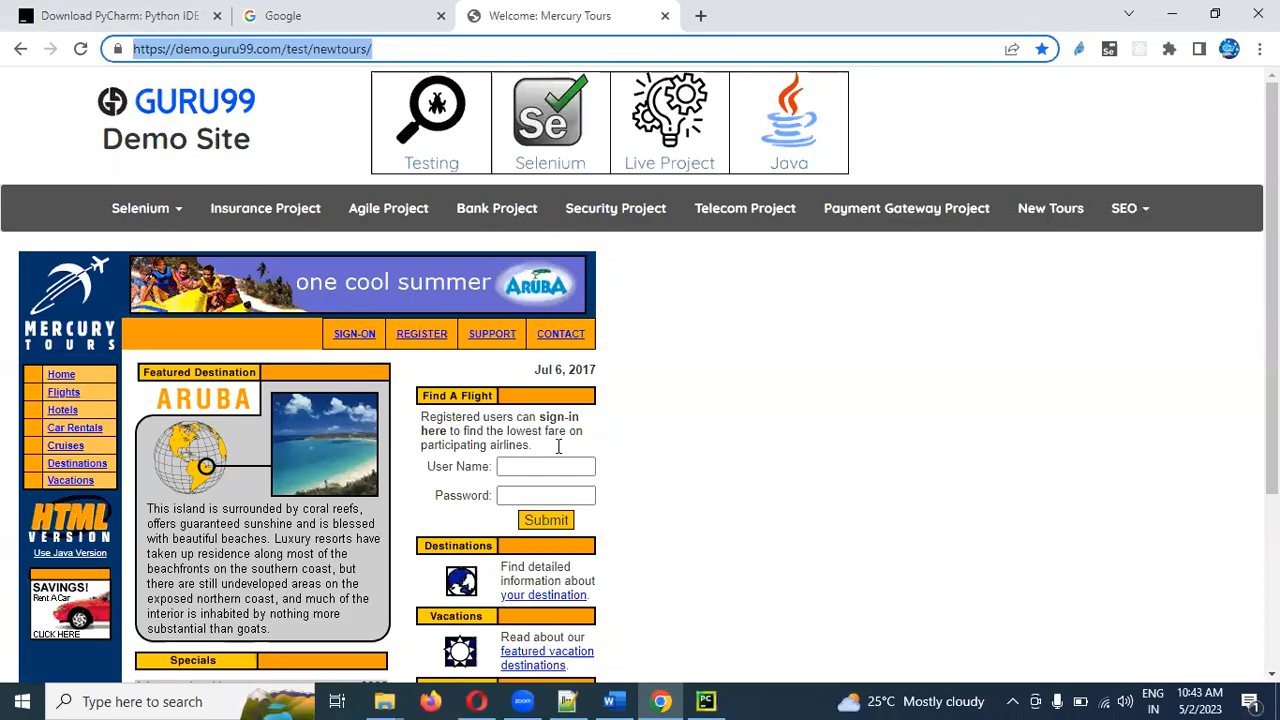 Download PyCharm: Python IDE
Google
Welcome: Mercury Tours
https://demo.guru99.com/test/newtours/
GURU99
Demo Site
Testing
Se
Selenium
Live Project
Java
Selenium
Insurance Project
Agile Project
Bank Project
Security Project
Telecom Project
Payment Gateway Project
New Tours
SEO
MERCURY
TOURS
one cool summer
ARUBA
SIGN-ON
REGISTER
SUPPORT
CONTACT
Home
Flights
Hotels
Car Rentals
Cruises
Destinations
Vacations
HTML
VERSION
Use Java Version
SAVINGS!
Rent A Car
CLICK HERE
Featured Destination
ARUBA
This island is surrounded by coral reefs,
offers guaranteed sunshine and is blessed
with beautiful beaches. Luxury resorts have
taken up residence along most of the
beachfronts on the southern coast, but
there are still undeveloped areas on the
exposed northern coast, and much of the
interior is inhabited by nothing more
substantial than goats.
Specials
Jul 6, 2017
Find A Flight
Registered users can sign-in
here to find the lowest fare on
participating airlines.
User Name:
Password:
Submit
Destinations
Find detailed
information about
your destination.
Vacations
Read about our
featured vacation
destinations.
Type here to search
zoom
W
PC
25°C Mostly cloudy
ENG
IN
10:43 AM
5/2/2023
1